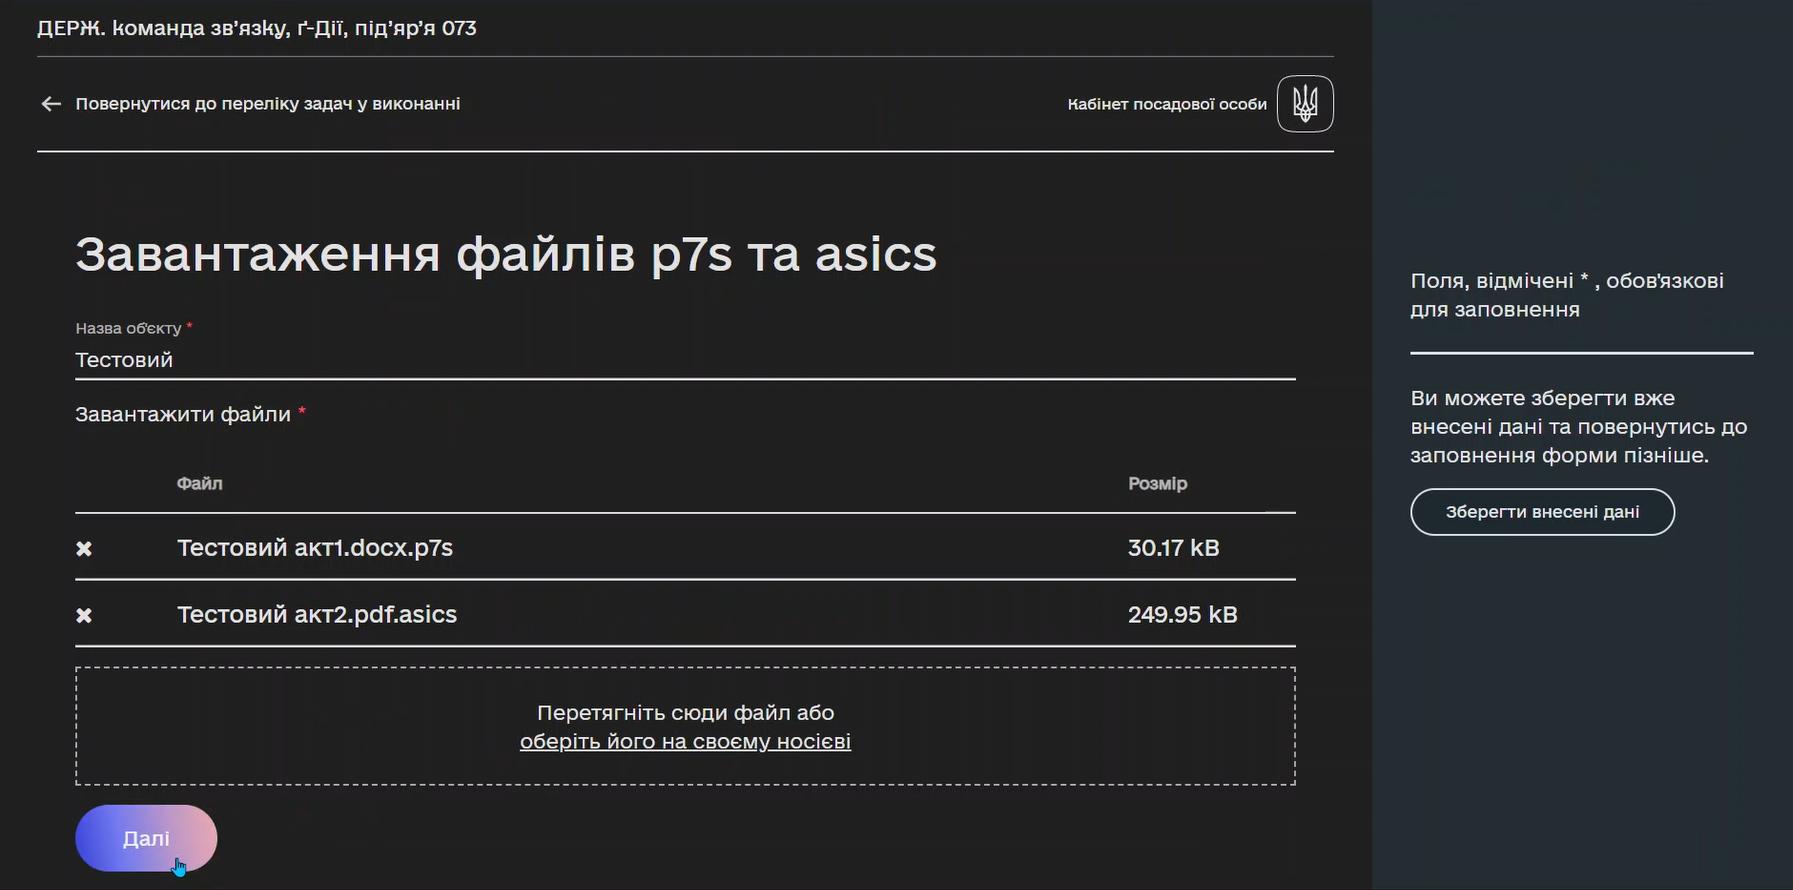 ДЕРЖ. команда зв’язку, ґ-Дії, під’яр’я 073
Повернутися до переліку задач у виконанні
Кабінет посадової особи
Завантаження файлів p7s та asics
Назва об'єкту *
Тестовий
Завантажити файли *
Файл Розмір
✖ Тестовий акт1.docx.p7s 30.17 kB
✖ Тестовий акт2.pdf.asics 249.95 kB
Перетягніть сюди файл або
оберіть його на своєму носієві
Далі
Поля, відмічені * , обов'язкові
для заповнення
Ви можете зберегти вже
внесені дані та повернутись до
заповнення форми пізніше.
Зберегти внесені дані